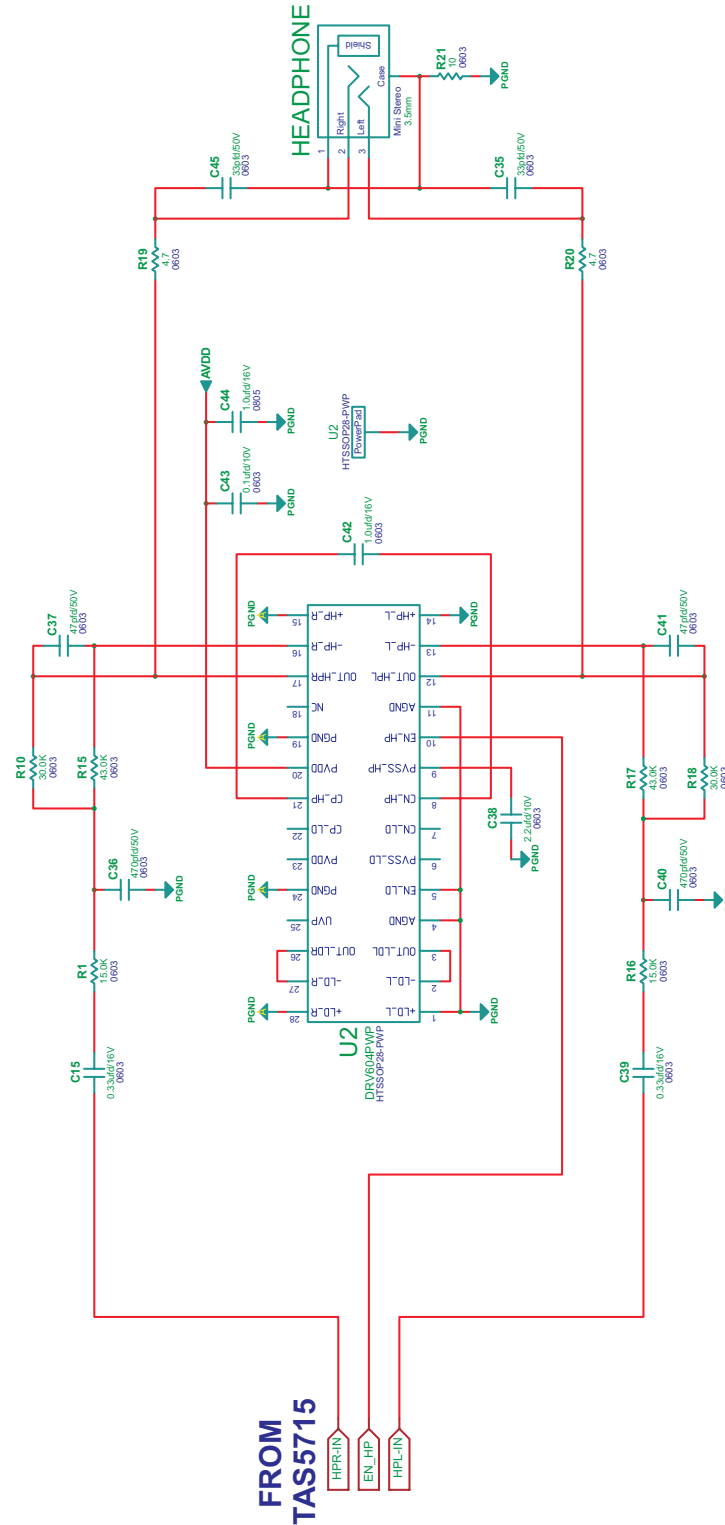 FROM
TAS5715
HPR-IN
EN_HP
HPL-IN
C15
0.33ufd/16V
0603
R1
15.0K
0603
C36
470pfd/50V
0603
PGND
R10
30.0K
0603
R15
43.0K
0603
C37
47pfd/50V
0603
R19
4.7
0603
C45
33pfd/50V
0603
HEADPHONE
Shield
1
Right
2
Left
3
Case
Mini Stereo
3.5mm
R21
10
0603
PGND
C35
33pfd/50V
0603
R20
4.7
0603
AVDD
C44
1.0ufd/16V
0805
PGND
C43
0.1ufd/10V
0603
PGND
U2
HTSSOP28-PWP
PowerPad
PGND
C42
1.0ufd/16V
0603
PGND
PGND
PGND
PGND
U2
DRV604PWP
HTSSOP28-PWP
28
+LD_R
27
-LD_R
26
OUT_LDR
25
UVP
24
PGND
23
PVDD
22
CP_LD
21
CP_HP
20
PVDD
19
PGND
18
NC
17
OUT_HPR
16
-HP_R
15
+HP_R
1
+LD_L
2
-LD_L
3
OUT_LDL
4
AGND
5
EN_LD
6
PVSS_LD
7
CN_LD
8
CN_HP
9
PVSS_HP
10
EN_HP
11
AGND
12
OUT_HPL
13
-HP_L
14
+HP_L
PGND
PGND
C38
2.2ufd/10V
0603
PGND
C39
0.33ufd/16V
0603
R16
15.0K
0603
C40
470pfd/50V
0603
R17
43.0K
0603
R18
30.0K
0603
C41
47pfd/50V
0603